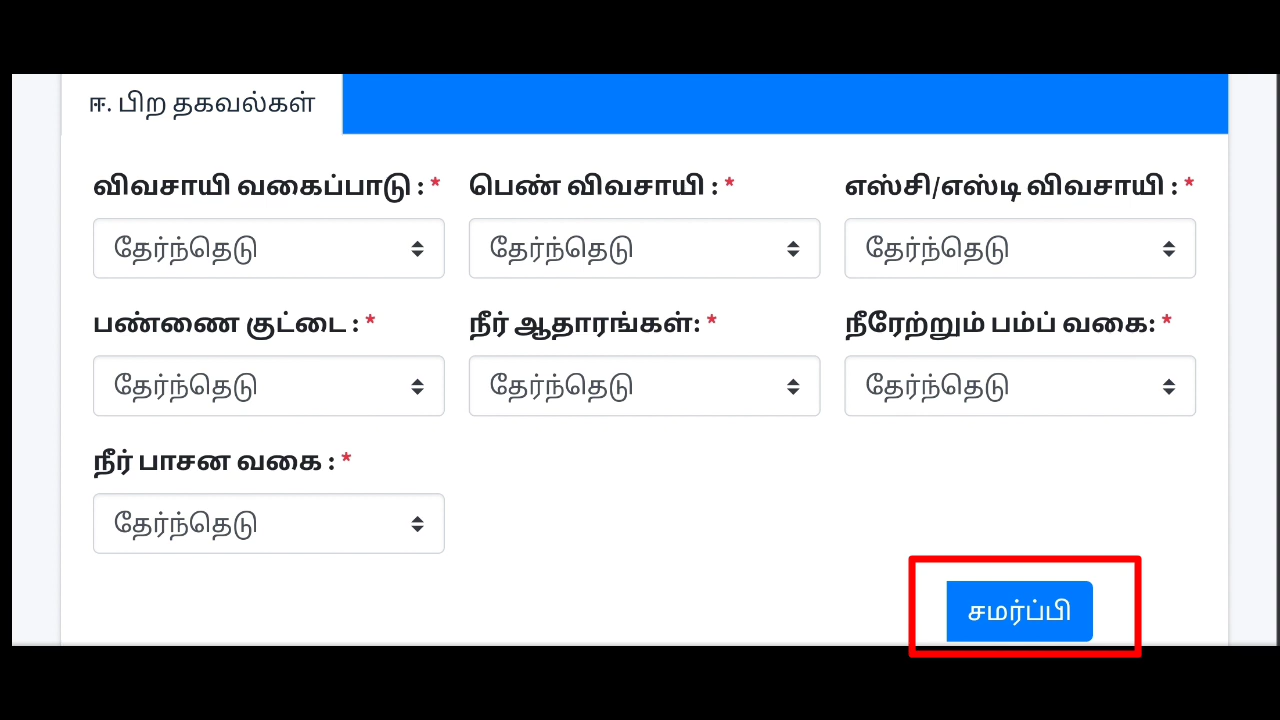 ஈ. பிற தகவல்கள்
விவசாயி வகைப்பாடு : * பெண் விவசாயி : * எஸ்சி/எஸ்டி விவசாயி : *
தேர்ந்தெடு தேர்ந்தெடு தேர்ந்தெடு
பண்ணை குட்டை : * நீர் ஆதாரங்கள்: * நீரேற்றும் பம்ப் வகை: *
தேர்ந்தெடு தேர்ந்தெடு தேர்ந்தெடு
நீர் பாசன வகை : *
தேர்ந்தெடு
சமர்ப்பி